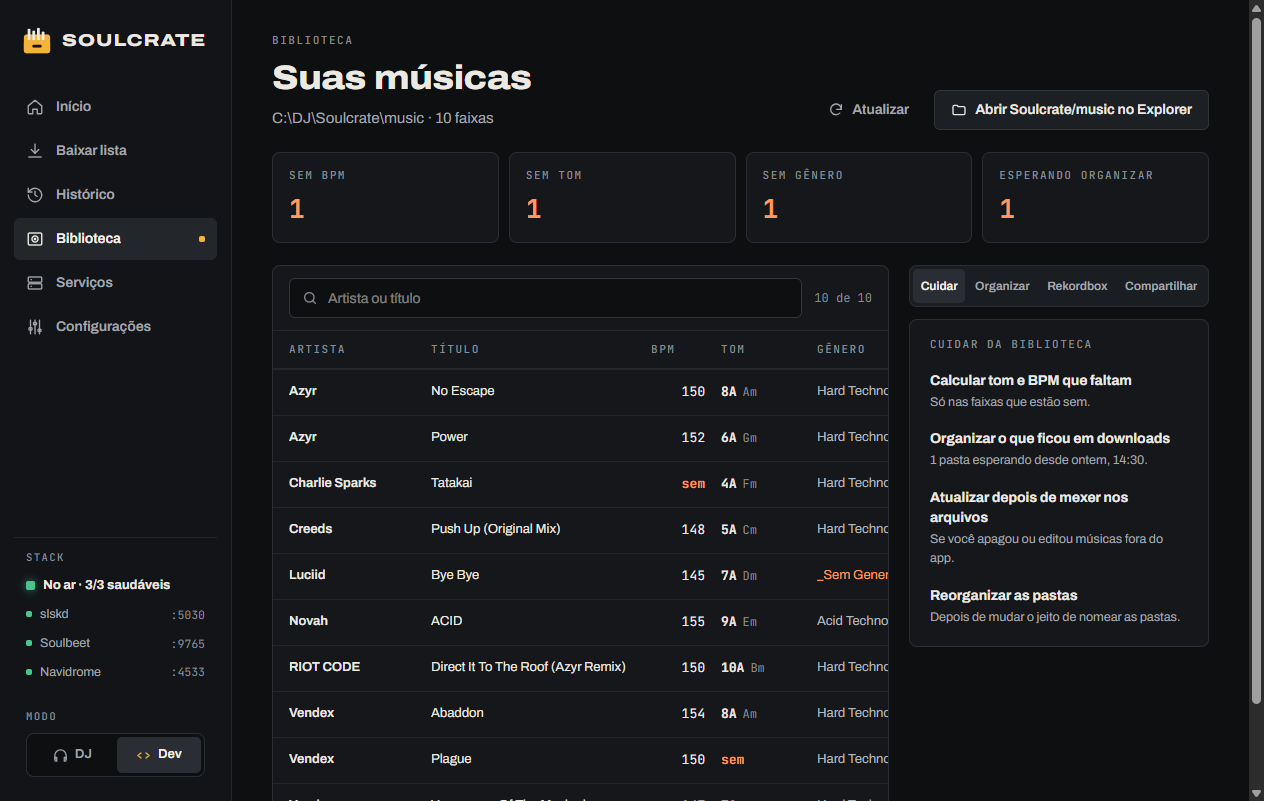 SOULCRATE
Início
Baixar lista
Histórico
Biblioteca
Serviços
Configurações
STACK
No ar · 3/3 saudáveis
slskd :5030
Soulbeet :9765
Navidrome :4533
MODO
DJ
<> Dev
BIBLIOTECA
Suas músicas
C:\DJ\Soulcrate\music · 10 faixas
Atualizar
Abrir Soulcrate/music no Explorer
SEM BPM
1
SEM TOM
1
SEM GÊNERO
1
ESPERANDO ORGANIZAR
1
Artista ou título
10 de 10
ARTISTA TÍTULO BPM TOM GÊNERO
Azyr No Escape 150 8A Am Hard Techno
Azyr Power 152 6A Gm Hard Techno
Charlie Sparks Tatakai sem 4A Fm Hard Techno
Creeds Push Up (Original Mix) 148 5A Cm Hard Techno
Luciid Bye Bye 145 7A Dm _Sem Gener
Novah ACID 155 9A Em Acid Techno
RIOT CODE Direct It To The Roof (Azyr Remix) 150 10A Bm Hard Techno
Vendex Abaddon 154 8A Am Hard Techno
Vendex Plague 150 sem Hard Techno
Cuidar
Organizar
Rekordbox
Compartilhar
CUIDAR DA BIBLIOTECA
Calcular tom e BPM que faltam
Só nas faixas que estão sem.
Organizar o que ficou em downloads
1 pasta esperando desde ontem, 14:30.
Atualizar depois de mexer nos
arquivos
Se você apagou ou editou músicas fora do
app.
Reorganizar as pastas
Depois de mudar o jeito de nomear as pastas.